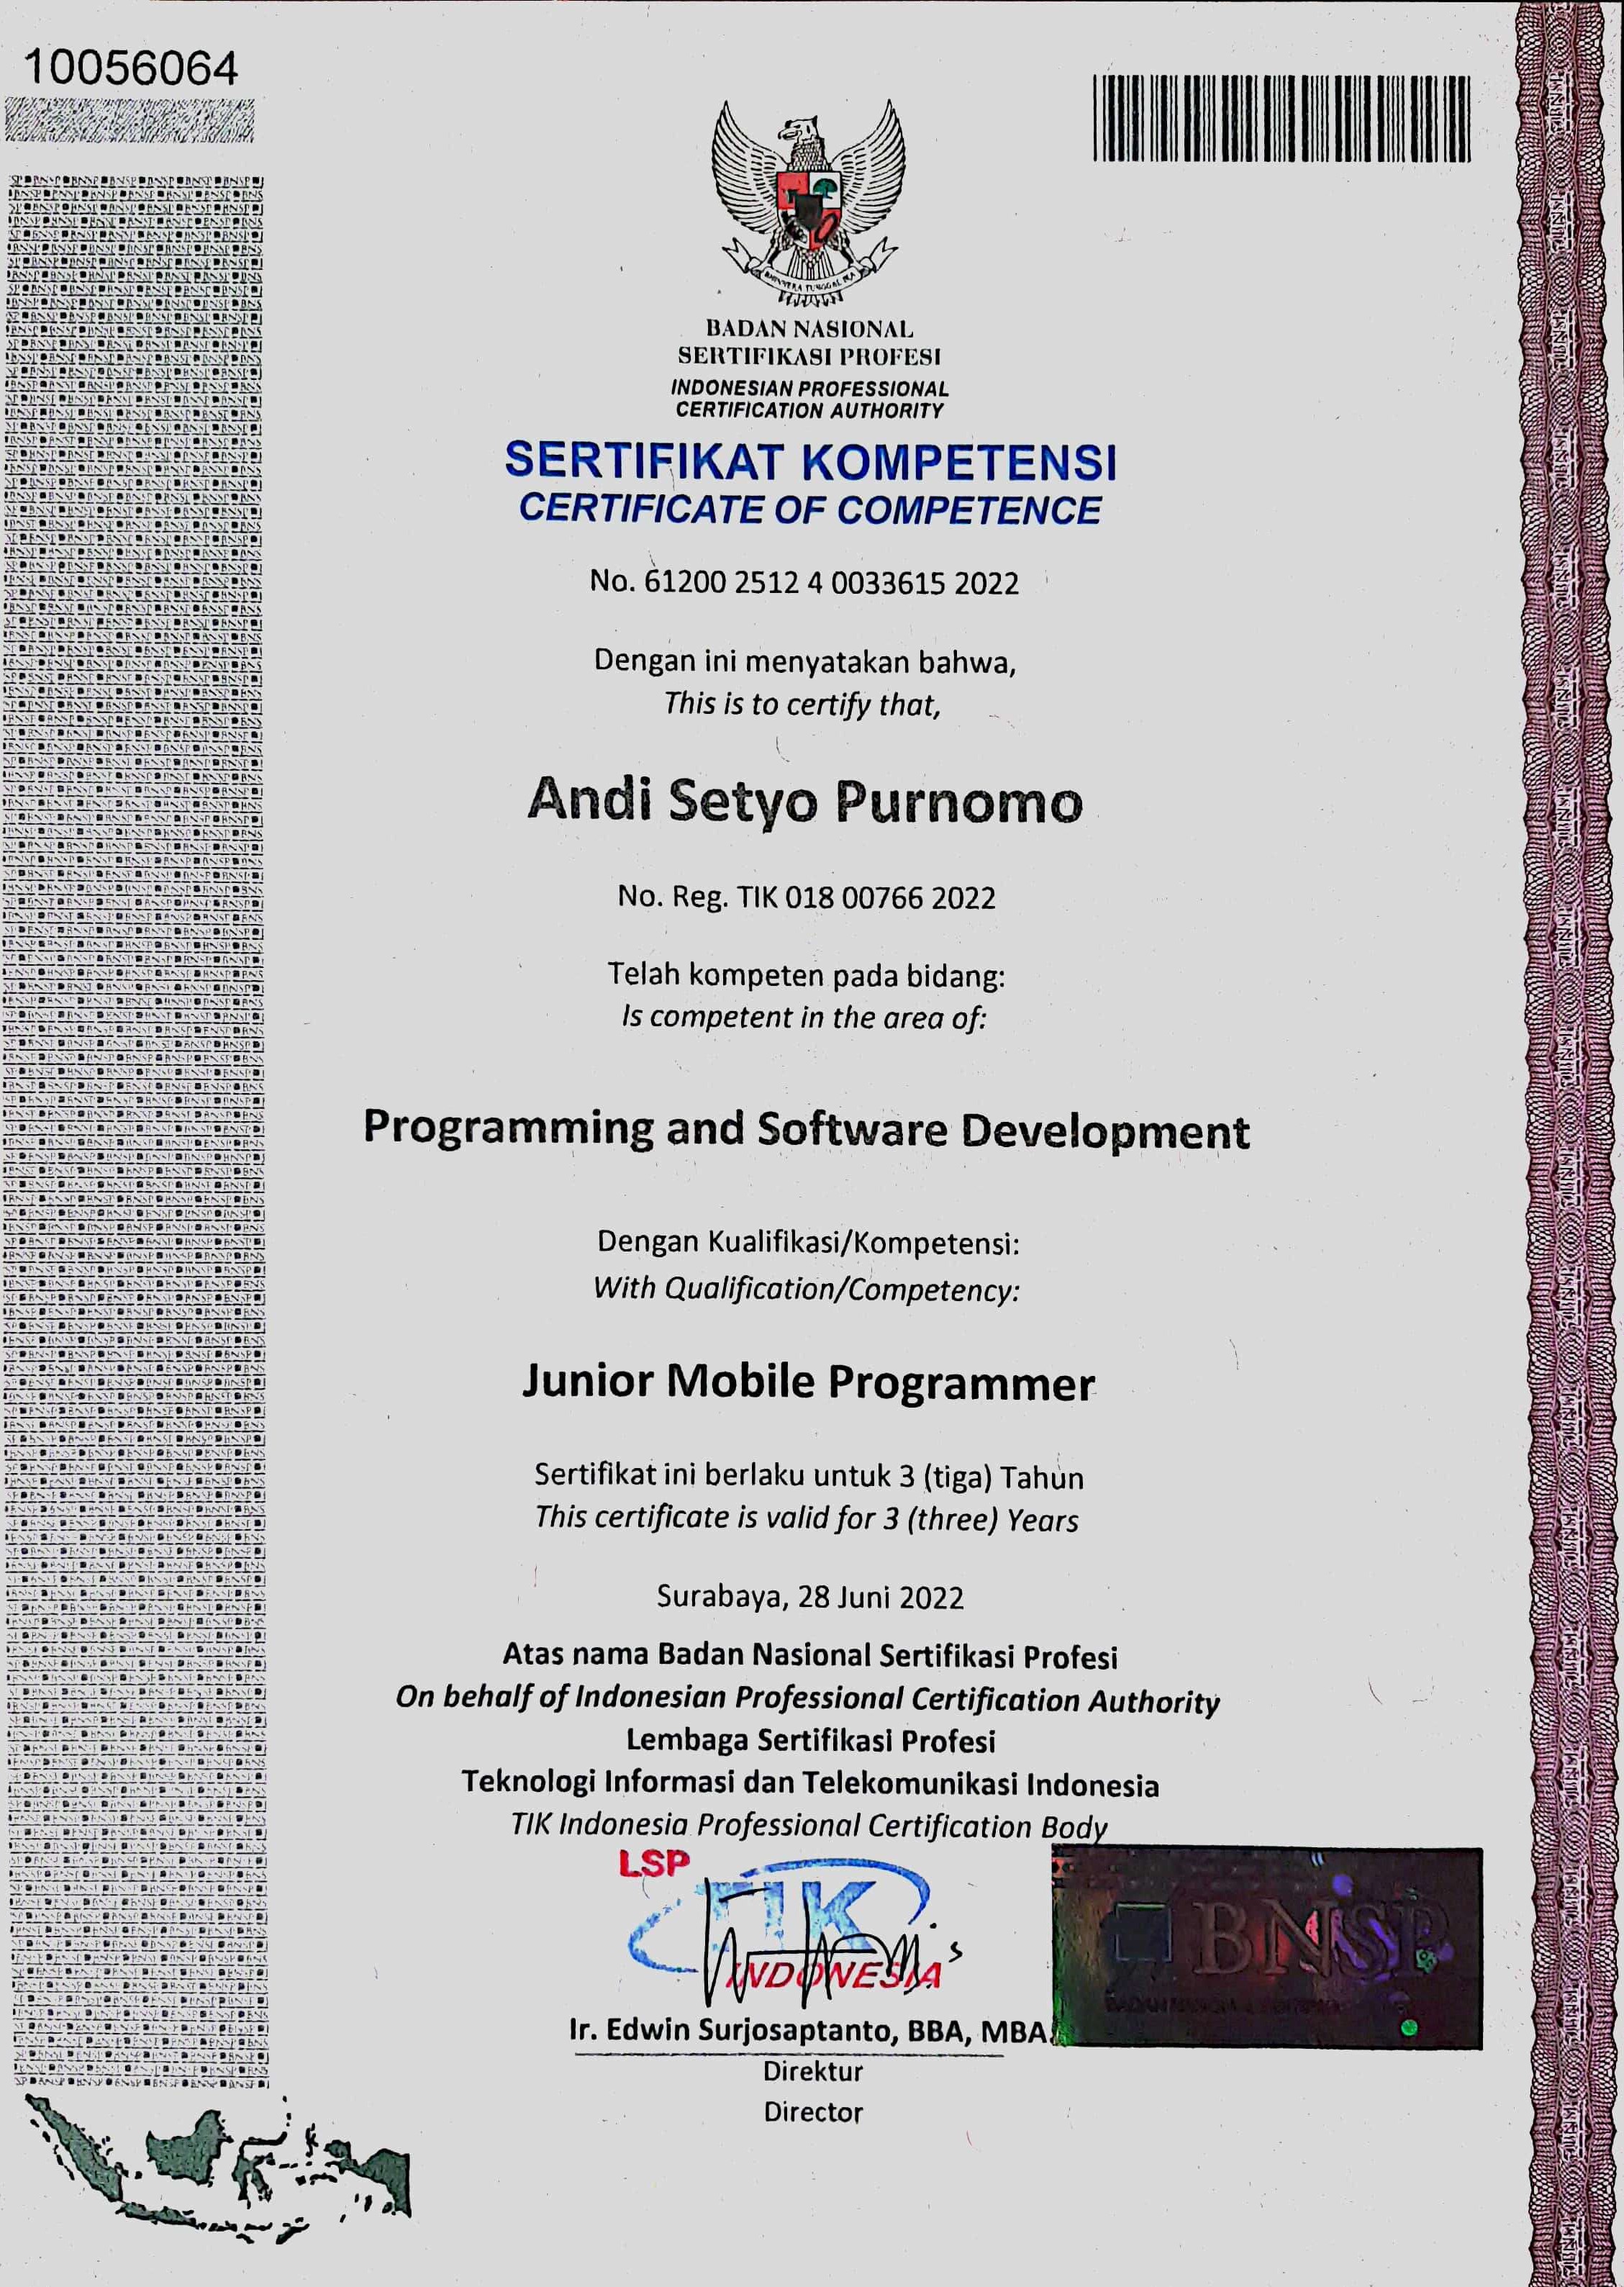 10056064
BADAN NASIONAL
SERTIFIKASI PROFESI
INDONESIAN PROFESSIONAL
CERTIFICATION AUTHORITY
SERTIFIKAT KOMPETENSI
CERTIFICATE OF COMPETENCE
No. 61200 2512 4 0033615 2022
Dengan ini menyatakan bahwa,
This is to certify that,
Andi Setyo Purnomo
No. Reg. TIK 018 00766 2022
Telah kompeten pada bidang:
Is competent in the area of:
Programming and Software Development
Dengan Kualifikasi/Kompetensi:
With Qualification/Competency:
Junior Mobile Programmer
Sertifikat ini berlaku untuk 3 (tiga) Tahun
This certificate is valid for 3 (three) Years
Surabaya, 28 Juni 2022
Atas nama Badan Nasional Sertifikasi Profesi
On behalf of Indonesian Professional Certification Authority
Lembaga Sertifikasi Profesi
Teknologi Informasi dan Telekomunikasi Indonesia
TIK Indonesia Professional Certification Body
LSP
TIK
INDONESIA
BNSP
Ir. Edwin Surjosaptanto, BBA, MBA.
Direktur
Director